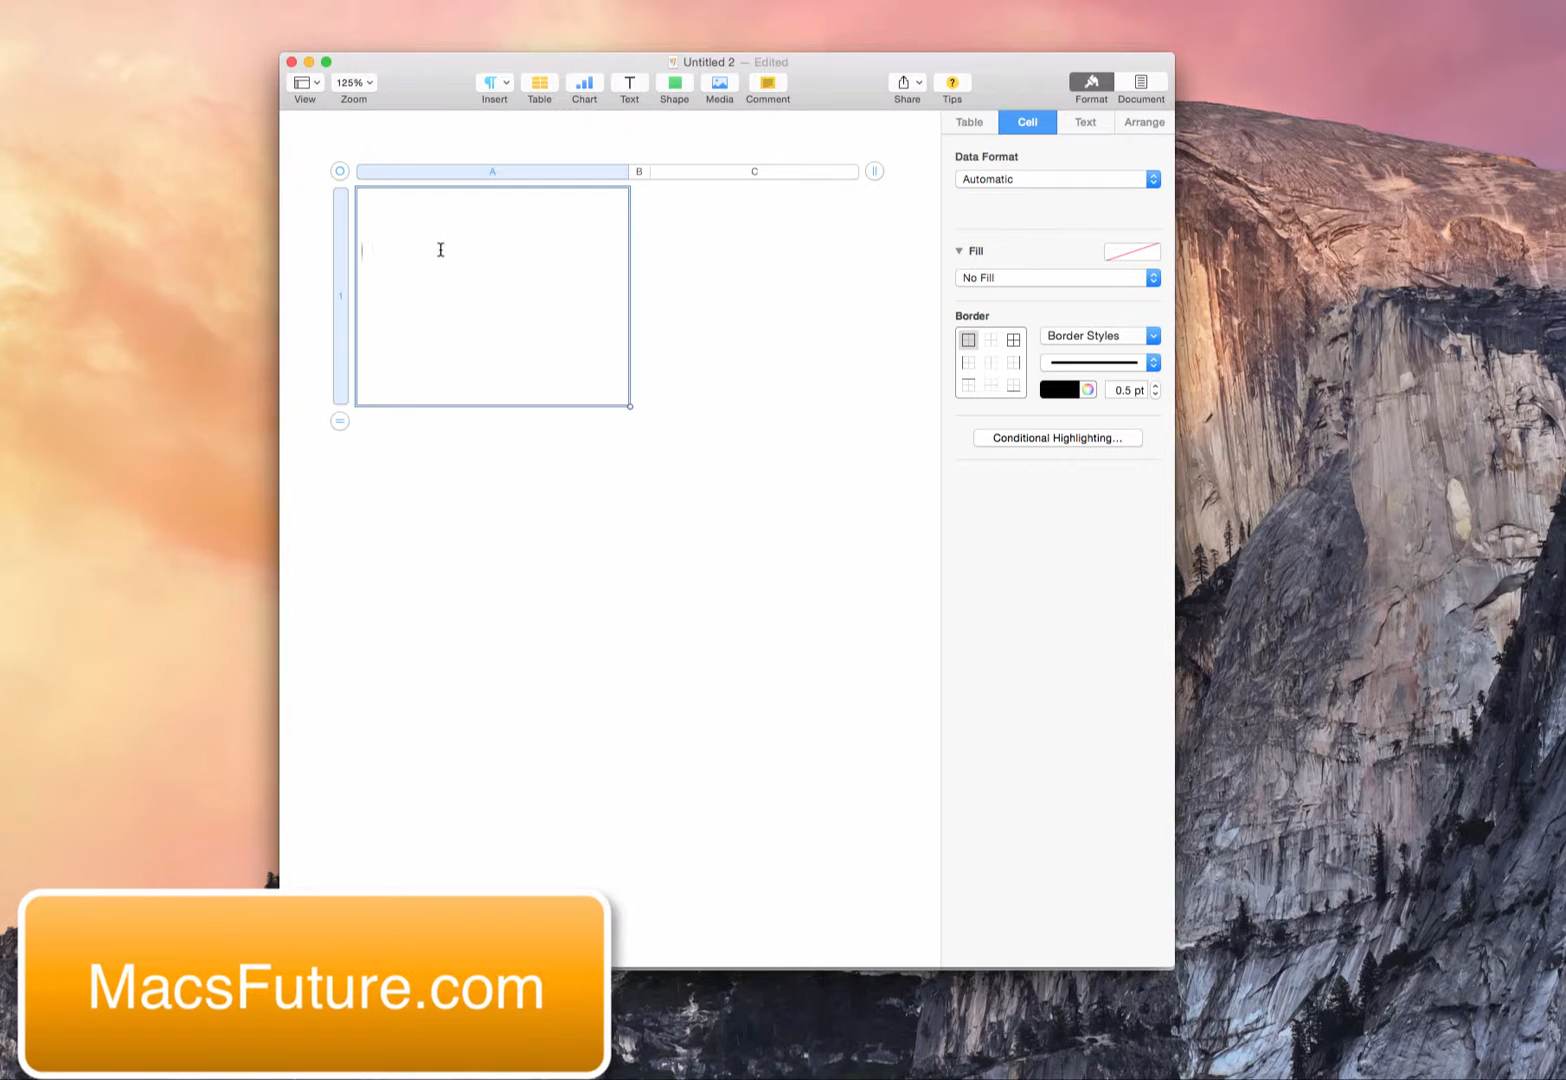 Untitled 2 — Edited
125%
View
Zoom
Insert
Table
Chart
Text
Shape
Media
Comment
Share
Tips
Format
Document
Table
Cell
Text
Arrange
A
B
C
1
Data Format
Automatic
Fill
No Fill
Border
Border Styles
0.5 pt
Conditional Highlighting...
MacsFuture.com